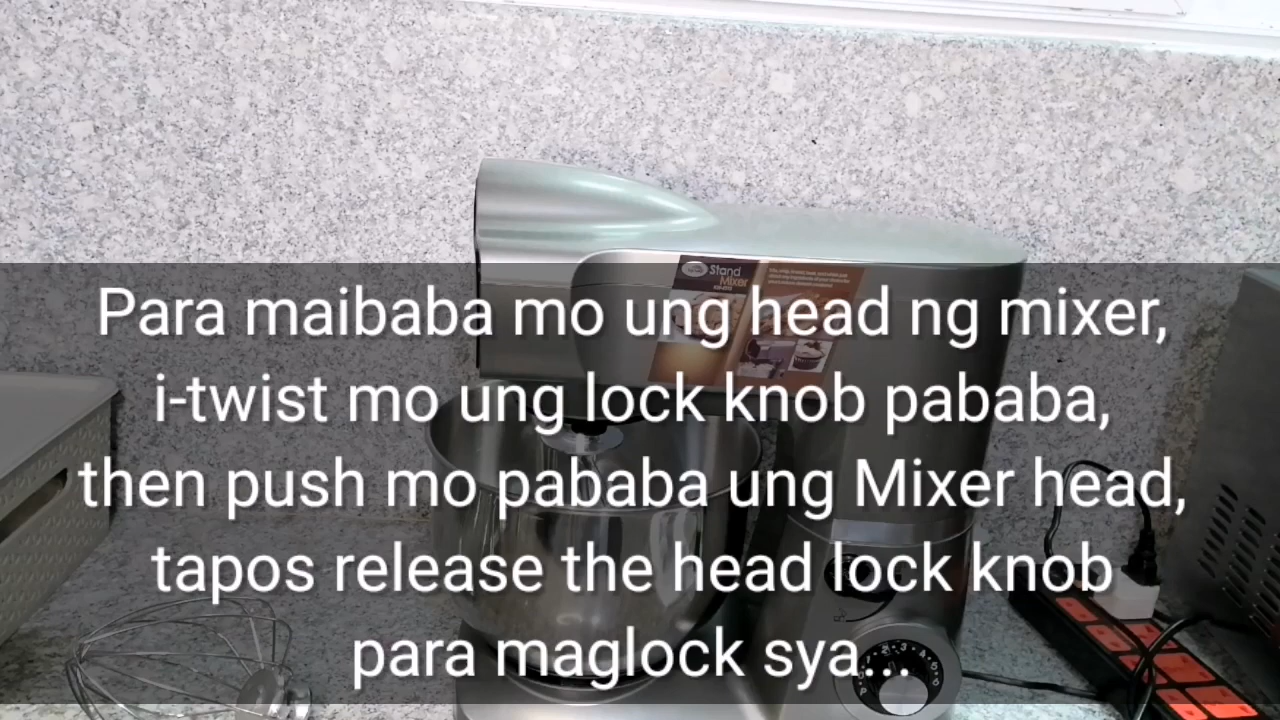 Stand
Mixer
Para maibaba mo ung head ng mixer,
i-twist mo ung lock knob pababa,
then push mo pababa ung Mixer head,
tapos release the head lock knob
para maglock sya...